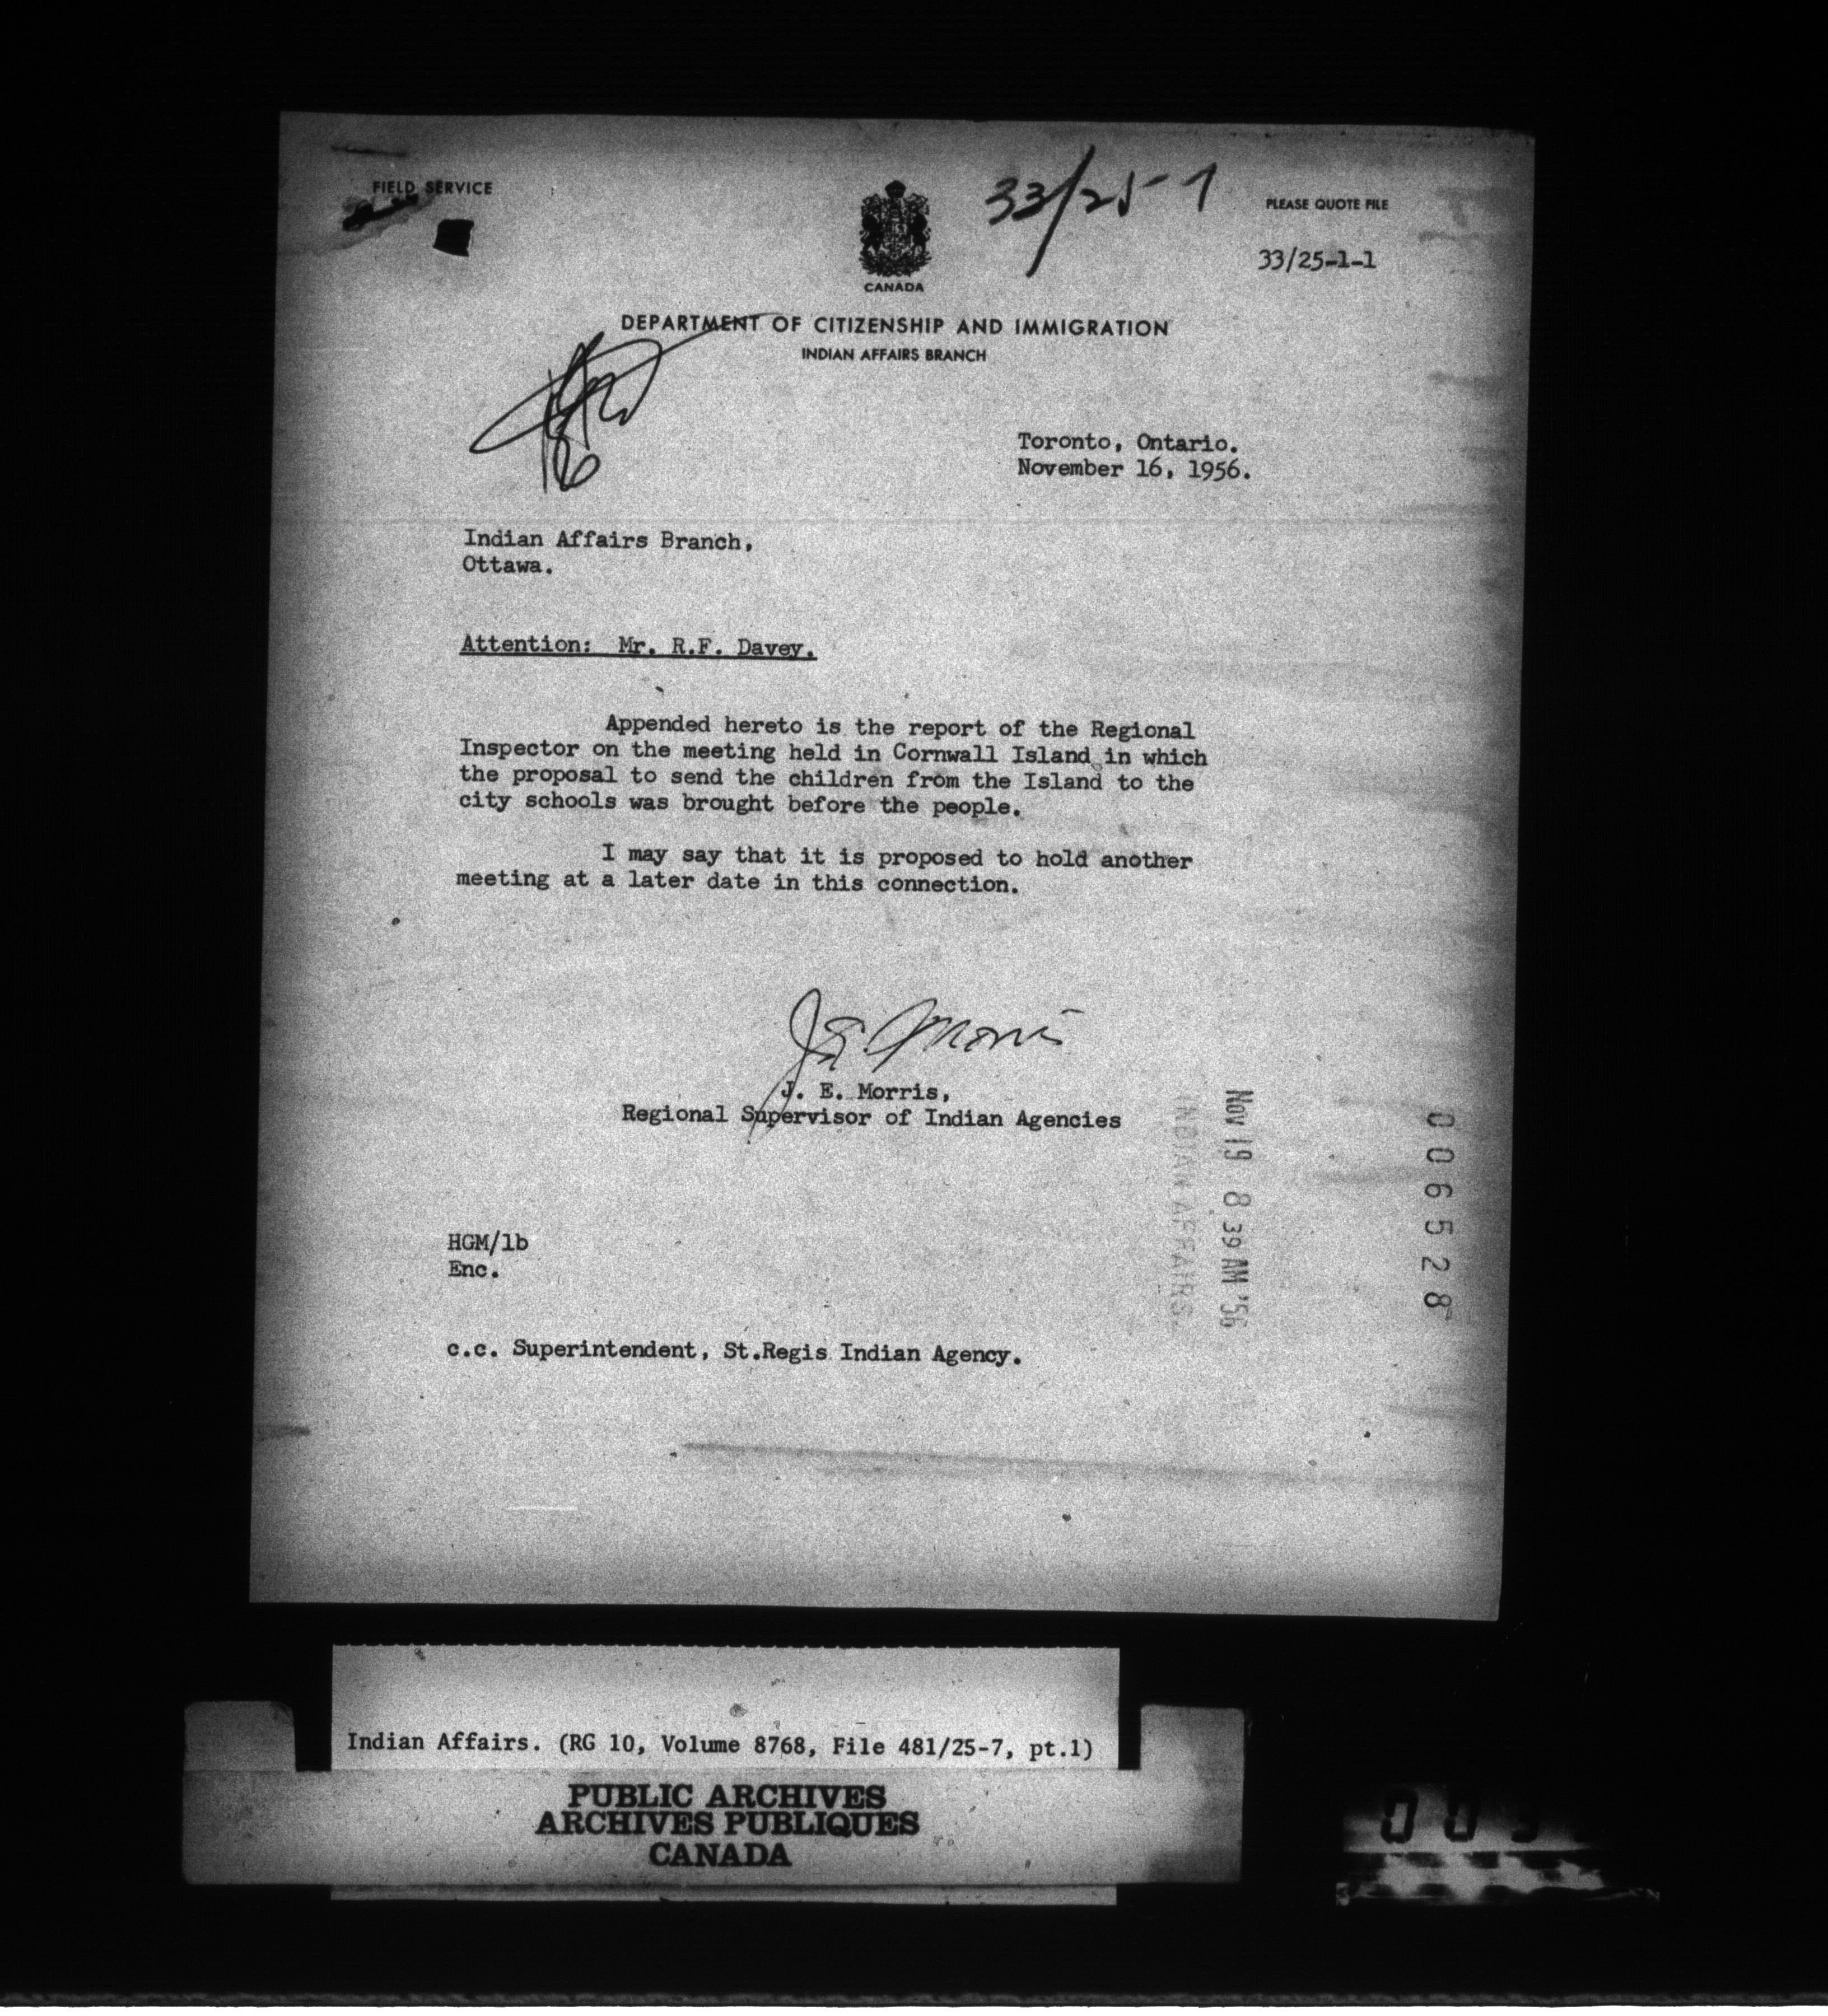 FIELD SERVICE
33/25-7
PLEASE QUOTE FILE
33/25-1-1
CANADA
DEPARTMENT OF CITIZENSHIP AND IMMIGRATION
INDIAN AFFAIRS BRANCH
Toronto, Ontario.
November 16, 1956.
Indian Affairs Branch,
Ottawa.
Attention: Mr. R.F. Davey.
Appended hereto is the report of the Regional
Inspector on the meeting held in Cornwall Island in which
the proposal to send the children from the Island to the
city schools was brought before the people.
I may say that it is proposed to hold another
meeting at a later date in this connection.
J.E. Morris
J. E. Morris,
Regional Supervisor of Indian Agencies
INDIAN AFFAIRS
NOV 19 8 39 AM '56
006528
HGM/lb
Enc.
c.c. Superintendent, St.Regis Indian Agency.
Indian Affairs. (RG 10, Volume 8768, File 481/25-7, pt.1)
PUBLIC ARCHIVES
ARCHIVES PUBLIQUES
CANADA